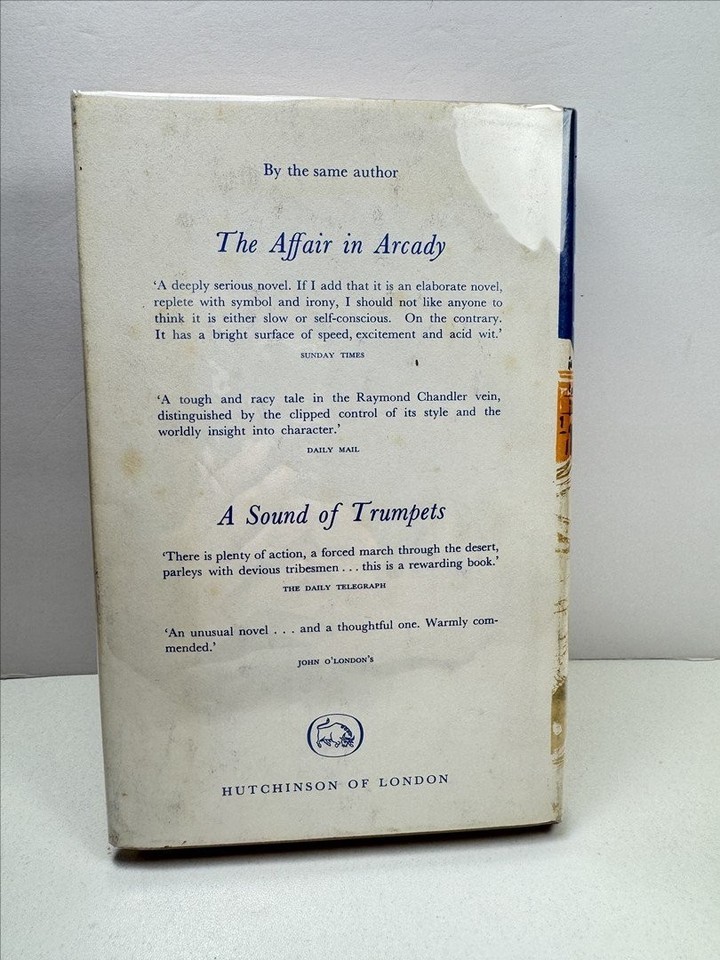 By the same author
The Affair in Arcady
‘A deeply serious novel. If I add that it is an elaborate novel,
replete with symbol and irony, I should not like anyone to
think it is either slow or self-conscious. On the contrary.
It has a bright surface of speed, excitement and acid wit.’
SUNDAY TIMES
‘A tough and racy tale in the Raymond Chandler vein,
distinguished by the clipped control of its style and the
worldly insight into character.’
DAILY MAIL
A Sound of Trumpets
‘There is plenty of action, a forced march through the desert,
parleys with devious tribesmen . . . this is a rewarding book.’
THE DAILY TELEGRAPH
‘An unusual novel . . . and a thoughtful one. Warmly com-
mended.’
JOHN O'LONDON'S
HUTCHINSON OF LONDON